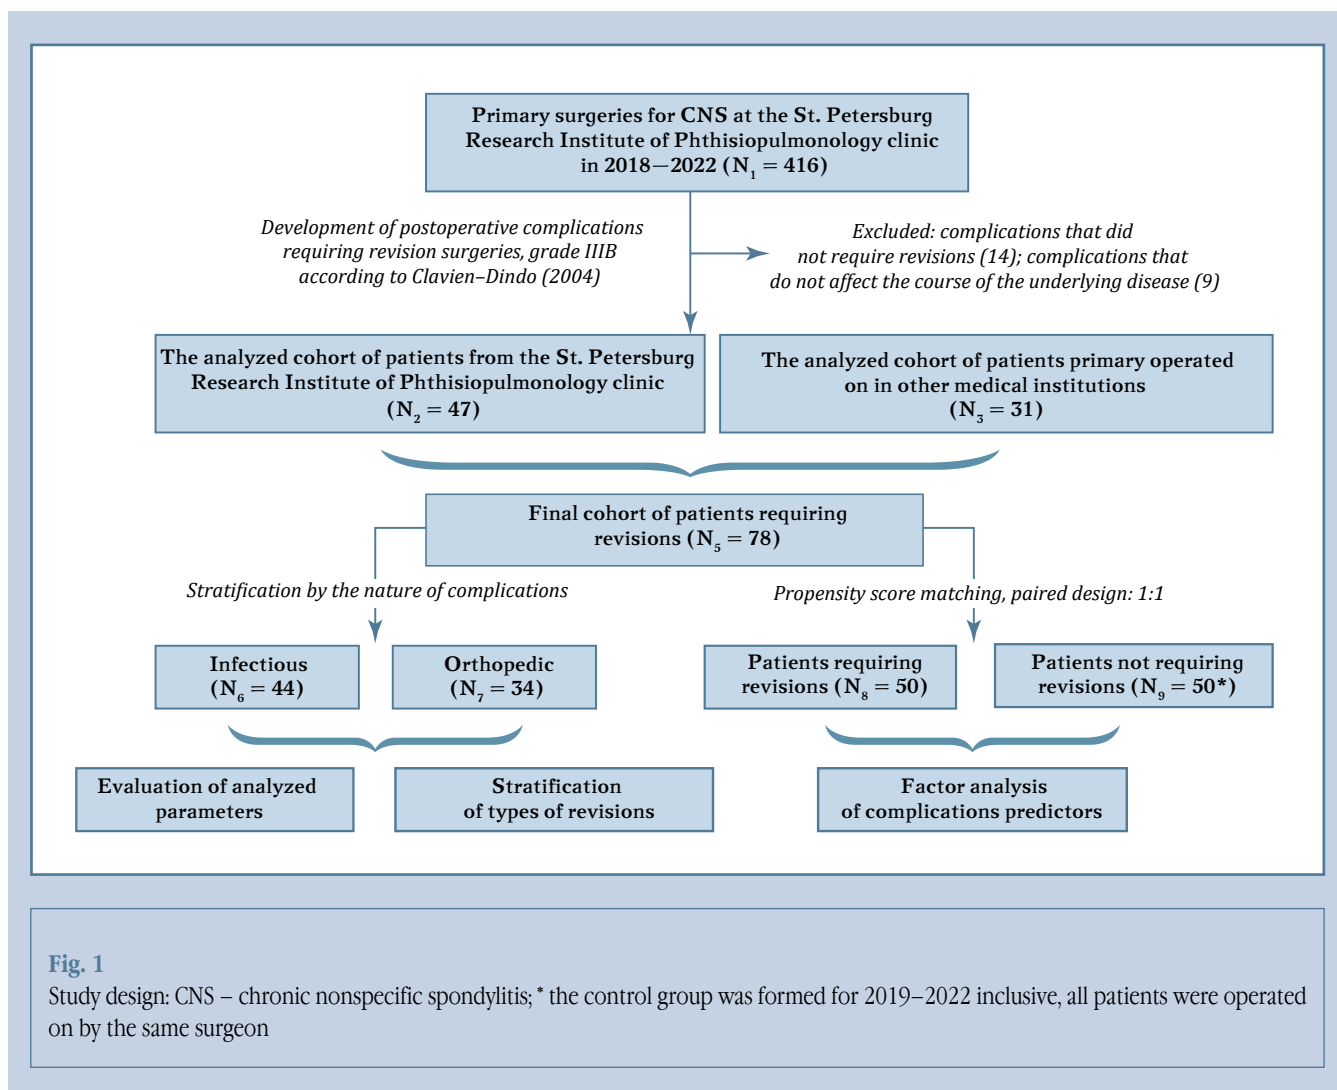 Primary surgeries for CNS at the St. Petersburg
Research Institute of Phthisiopulmonology clinic
in 2018–2022 (N₁ = 416)
Development of postoperative complications
requiring revision surgeries, grade IIIB
according to Clavien–Dindo (2004)
Excluded: complications that did
not require revisions (14); complications that
do not affect the course of the underlying disease (9)
The analyzed cohort of patients from the St. Petersburg
Research Institute of Phthisiopulmonology clinic
(N₂ = 47)
The analyzed cohort of patients primary operated
on in other medical institutions
(N₃ = 31)
Final cohort of patients requiring
revisions (N₅ = 78)
Stratification by the nature of complications
Propensity score matching, paired design: 1:1
Infectious
(N₆ = 44)
Orthopedic
(N₇ = 34)
Patients requiring
revisions (N₈ = 50)
Patients not requiring
revisions (N₉ = 50*)
Evaluation of analyzed
parameters
Stratification
of types of revisions
Factor analysis
of complications predictors
Fig. 1
Study design: CNS – chronic nonspecific spondylitis; * the control group was formed for 2019–2022 inclusive, all patients were operated
on by the same surgeon